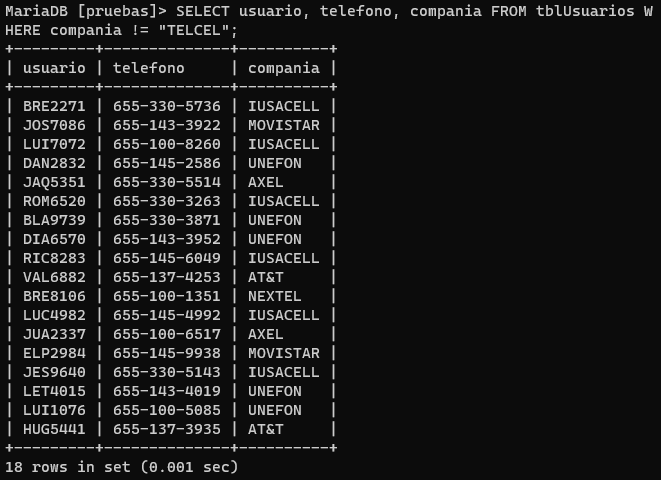 MariaDB [pruebas]> SELECT usuario, telefono, compania FROM tblUsuarios W
HERE compania != "TELCEL";
+---------+--------------+----------+
| usuario | telefono     | compania |
+---------+--------------+----------+
| BRE2271 | 655-330-5736 | IUSACELL |
| JOS7086 | 655-143-3922 | MOVISTAR |
| LUI7072 | 655-100-8260 | IUSACELL |
| DAN2832 | 655-145-2586 | UNEFON   |
| JAQ5351 | 655-330-5514 | AXEL     |
| ROM6520 | 655-330-3263 | IUSACELL |
| BLA9739 | 655-330-3871 | UNEFON   |
| DIA6570 | 655-143-3952 | UNEFON   |
| RIC8283 | 655-145-6049 | IUSACELL |
| VAL6882 | 655-137-4253 | AT&T     |
| BRE8106 | 655-100-1351 | NEXTEL   |
| LUC4982 | 655-145-4992 | IUSACELL |
| JUA2337 | 655-100-6517 | AXEL     |
| ELP2984 | 655-145-9938 | MOVISTAR |
| JES9640 | 655-330-5143 | IUSACELL |
| LET4015 | 655-143-4019 | UNEFON   |
| LUI1076 | 655-100-5085 | UNEFON   |
| HUG5441 | 655-137-3935 | AT&T     |
+---------+--------------+----------+
18 rows in set (0.001 sec)